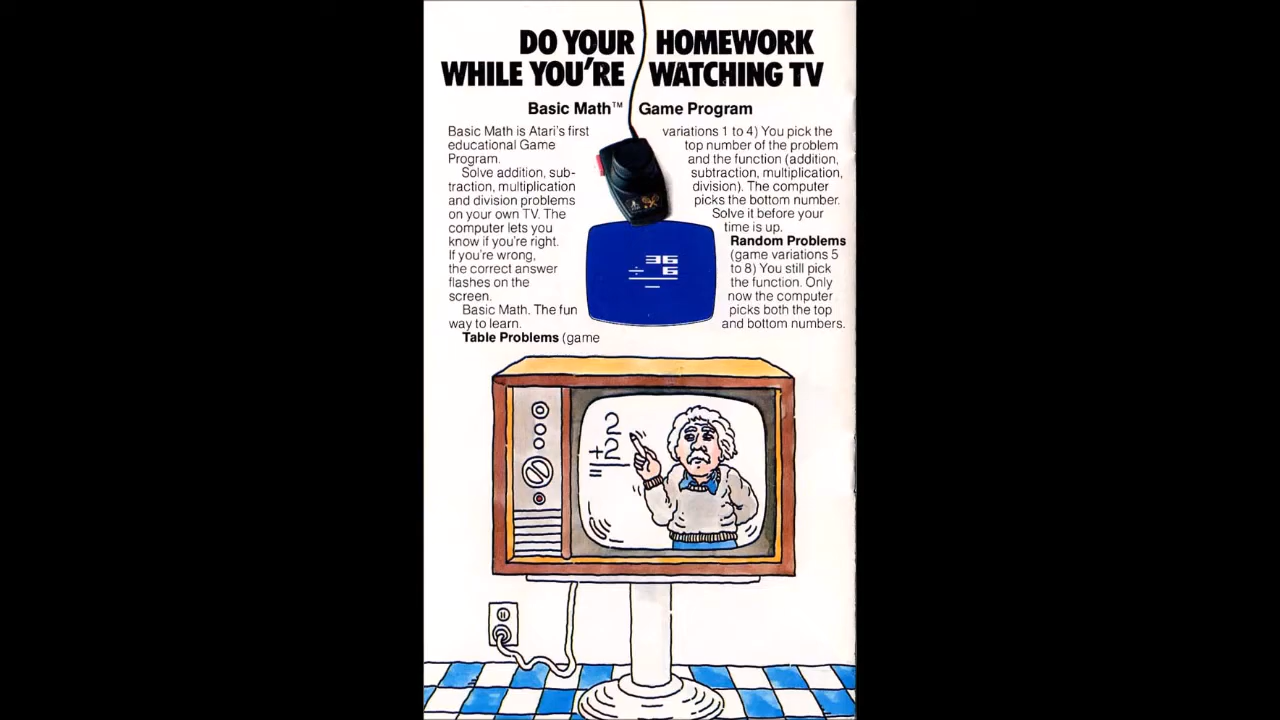 DO YOUR HOMEWORK
WHILE YOU'RE WATCHING TV
Basic Math™ Game Program
Basic Math is Atari's first
educational Game
Program.
Solve addition, sub-
traction, multiplication
and division problems
on your own TV. The
computer lets you
know if you're right.
If you're wrong,
the correct answer
flashes on the
screen.
Basic Math. The fun
way to learn.
Table Problems (game
variations 1 to 4) You pick the
top number of the problem
and the function (addition,
subtraction, multiplication,
division). The computer
picks the bottom number.
Solve it before your
time is up.
Random Problems
(game variations 5
to 8) You still pick
the function. Only
now the computer
picks both the top
and bottom numbers.
36
÷ 6
2
+2
=